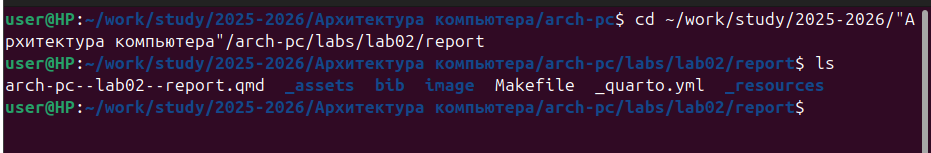 user@HP:~/work/study/2025-2026/Архитектура компьютера/arch-pc$ cd ~/work/study/2025-2026/"А
рхитектура компьютера"/arch-pc/labs/lab02/report
user@HP:~/work/study/2025-2026/Архитектура компьютера/arch-pc/labs/lab02/report$ ls
arch-pc--lab02--report.qmd  _assets  bib  image  Makefile  _quarto.yml  _resources
user@HP:~/work/study/2025-2026/Архитектура компьютера/arch-pc/labs/lab02/report$